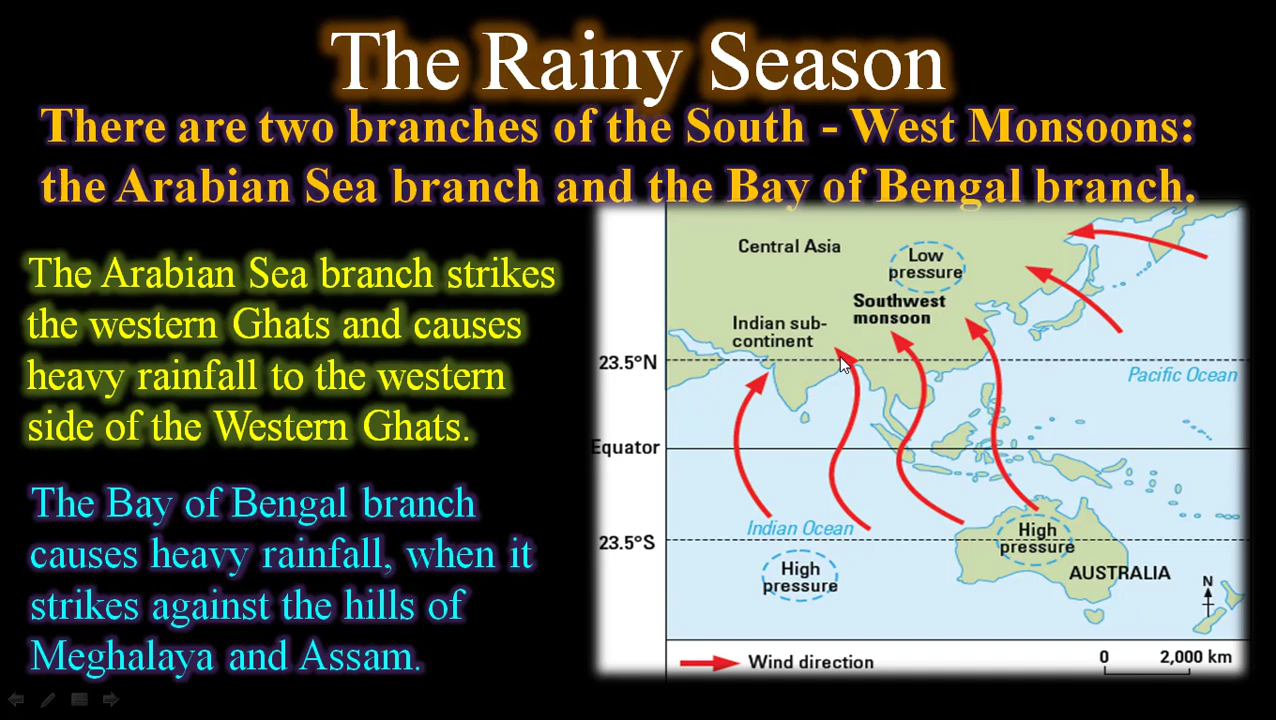 The Rainy Season
There are two branches of the South - West Monsoons:
the Arabian Sea branch and the Bay of Bengal branch.
The Arabian Sea branch strikes
the western Ghats and causes
heavy rainfall to the western
side of the Western Ghats.
The Bay of Bengal branch
causes heavy rainfall, when it
strikes against the hills of
Meghalaya and Assam.
Central Asia
Low
pressure
Southwest
monsoon
Indian sub-
continent
23.5°N
Pacific Ocean
Equator
Indian Ocean
23.5°S
High
pressure
High
pressure
AUSTRALIA
N
Wind direction
0 2,000 km